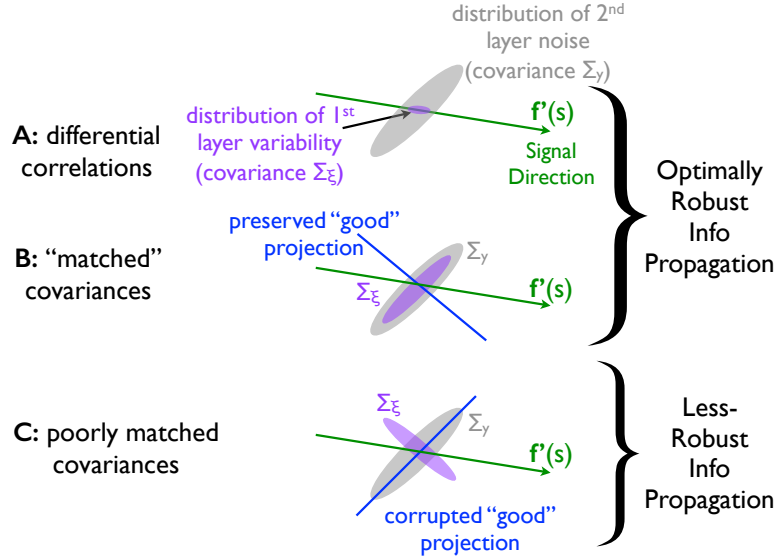 distribution of 2nd
layer noise
(covariance Σy)
distribution of 1st
layer variability
(covariance Σξ)
f'(s)
Signal
Direction
A: differential
correlations
Optimally
Robust
Info
Propagation
preserved “good”
projection
B: “matched”
covariances
Σy
Σξ
f'(s)
C: poorly matched
covariances
Σξ
Σy
f'(s)
corrupted “good”
projection
Less-
Robust
Info
Propagation